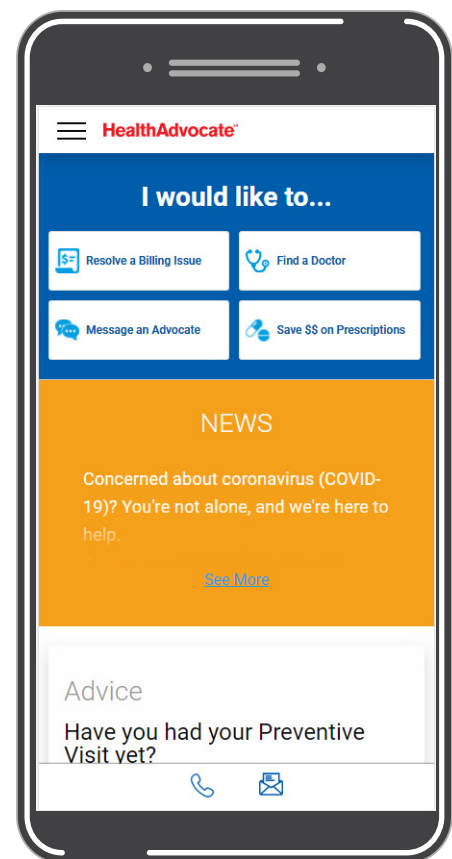 HealthAdvocate™
I would like to...
Resolve a Billing Issue
Find a Doctor
Message an Advocate
Save $$ on Prescriptions
NEWS
Concerned about coronavirus (COVID-
19)? You're not alone, and we're here to
help.
See More
Advice
Have you had your Preventive
Visit yet?